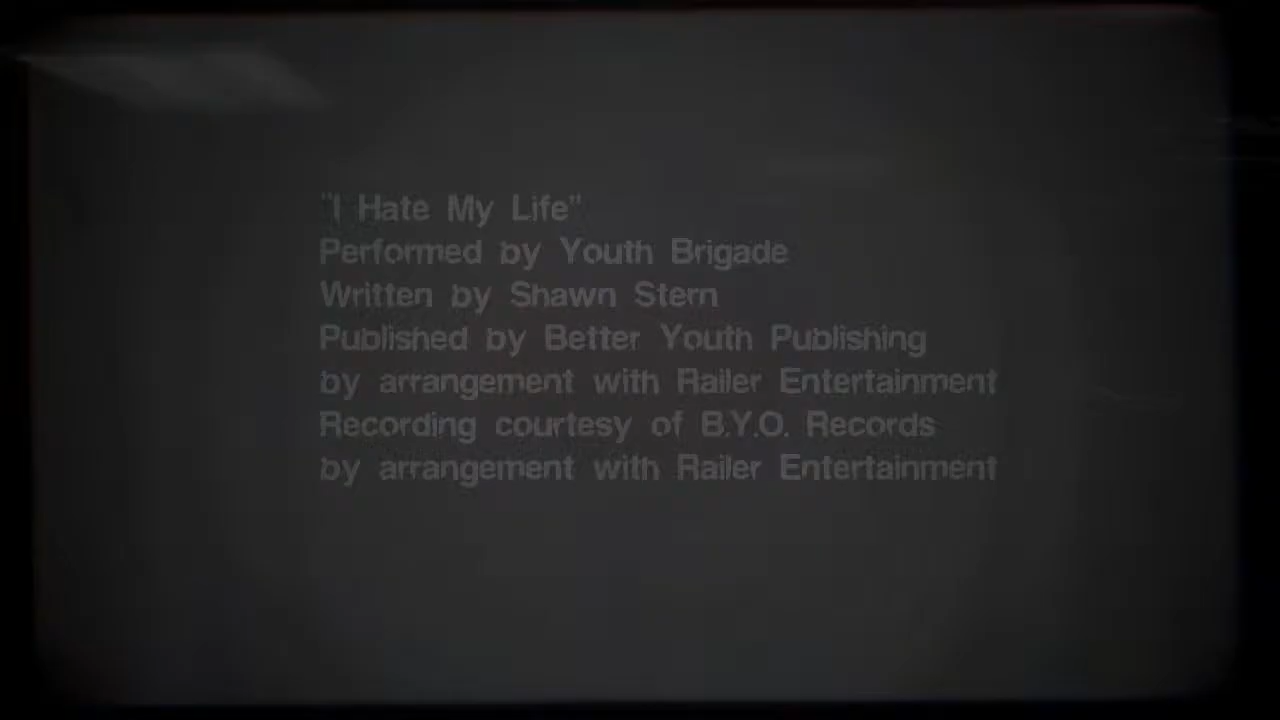 "I Hate My Life"
Performed by Youth Brigade
Written by Shawn Stern
Published by Better Youth Publishing
by arrangement with Railer Entertainment
Recording courtesy of B.Y.O. Records
by arrangement with Railer Entertainment